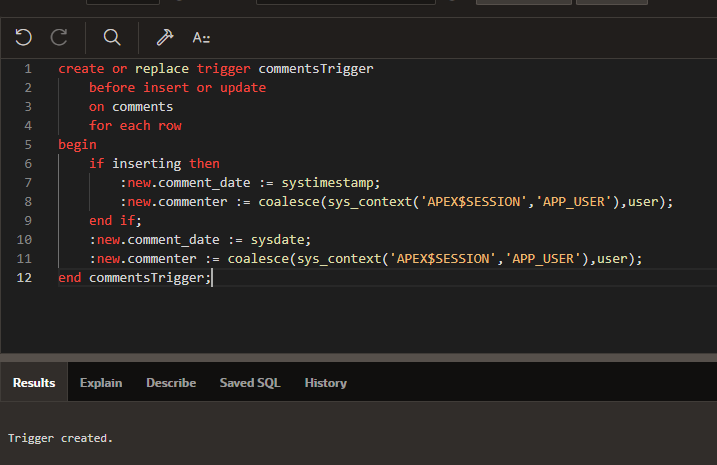 A::
1 create or replace trigger commentsTrigger
2 before insert or update
3 on comments
4 for each row
5 begin
6 if inserting then
7 :new.comment_date := systimestamp;
8 :new.commenter := coalesce(sys_context('APEX$SESSION','APP_USER'),user);
9 end if;
10 :new.comment_date := sysdate;
11 :new.commenter := coalesce(sys_context('APEX$SESSION','APP_USER'),user);
12 end commentsTrigger;
Results Explain Describe Saved SQL History
Trigger created.